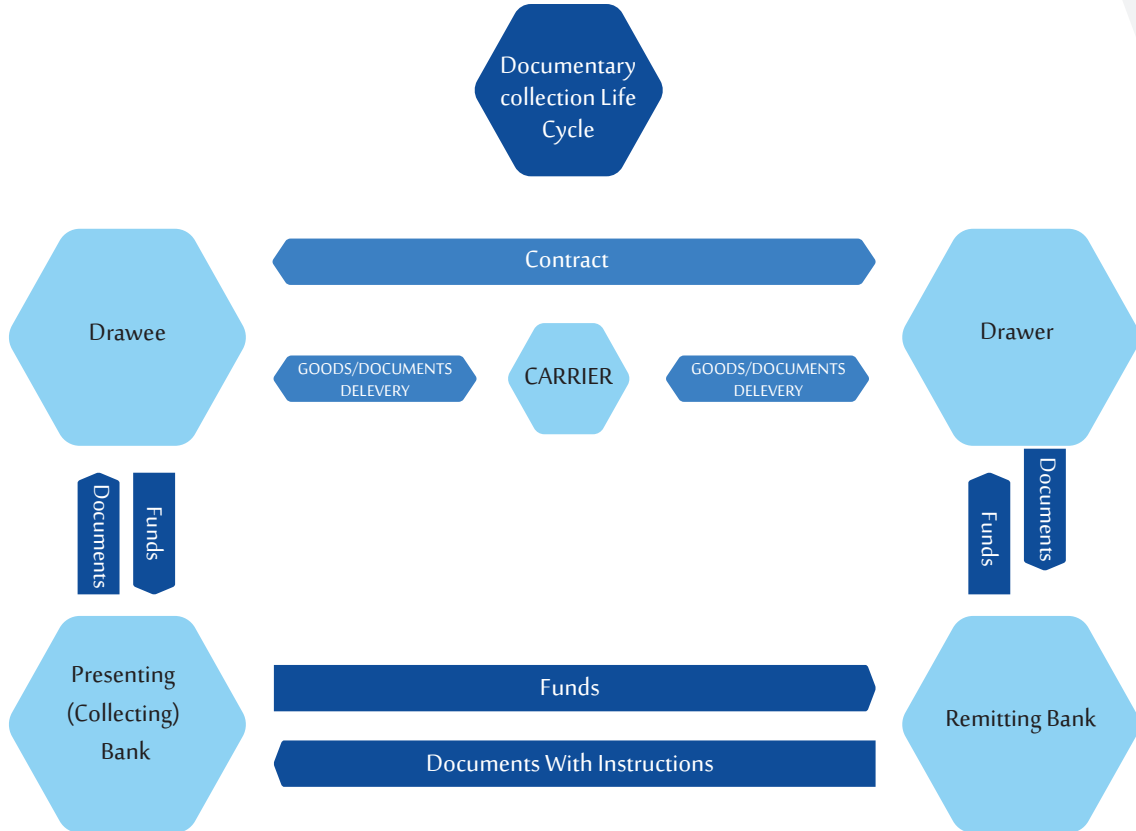 Documentary
collection Life
Cycle
Contract
Drawee
Drawer
GOODS/DOCUMENTS
DELEVERY
CARRIER
GOODS/DOCUMENTS
DELEVERY
Documents
Funds
Funds
Documents
Presenting
(Collecting)
Bank
Funds
Remitting Bank
Documents With Instructions